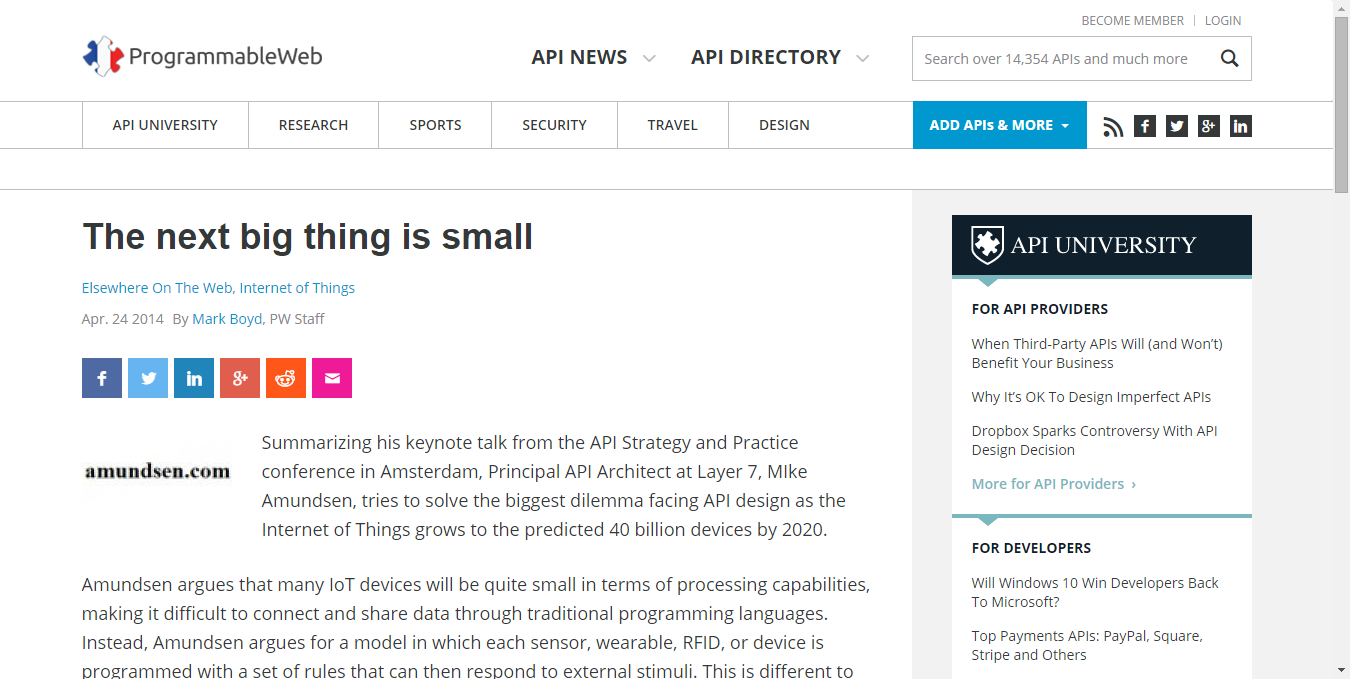 BECOME MEMBER | LOGIN
ProgrammableWeb
API NEWS
API DIRECTORY
Search over 14,354 APIs and much more
API UNIVERSITY
RESEARCH
SPORTS
SECURITY
TRAVEL
DESIGN
ADD APIs & MORE
The next big thing is small
Elsewhere On The Web, Internet of Things
Apr. 24 2014 By Mark Boyd, PW Staff
amundsen.com
Summarizing his keynote talk from the API Strategy and Practice
conference in Amsterdam, Principal API Architect at Layer 7, MIke
Amundsen, tries to solve the biggest dilemma facing API design as the
Internet of Things grows to the predicted 40 billion devices by 2020.
Amundsen argues that many IoT devices will be quite small in terms of processing capabilities,
making it difficult to connect and share data through traditional programming languages.
Instead, Amundsen argues for a model in which each sensor, wearable, RFID, or device is
programmed with a set of rules that can then respond to external stimuli. This is different to
API UNIVERSITY
FOR API PROVIDERS
When Third-Party APIs Will (and Won't)
Benefit Your Business
Why It's OK To Design Imperfect APIs
Dropbox Sparks Controversy With API
Design Decision
More for API Providers ›
FOR DEVELOPERS
Will Windows 10 Win Developers Back
To Microsoft?
Top Payments APIs: PayPal, Square,
Stripe and Others